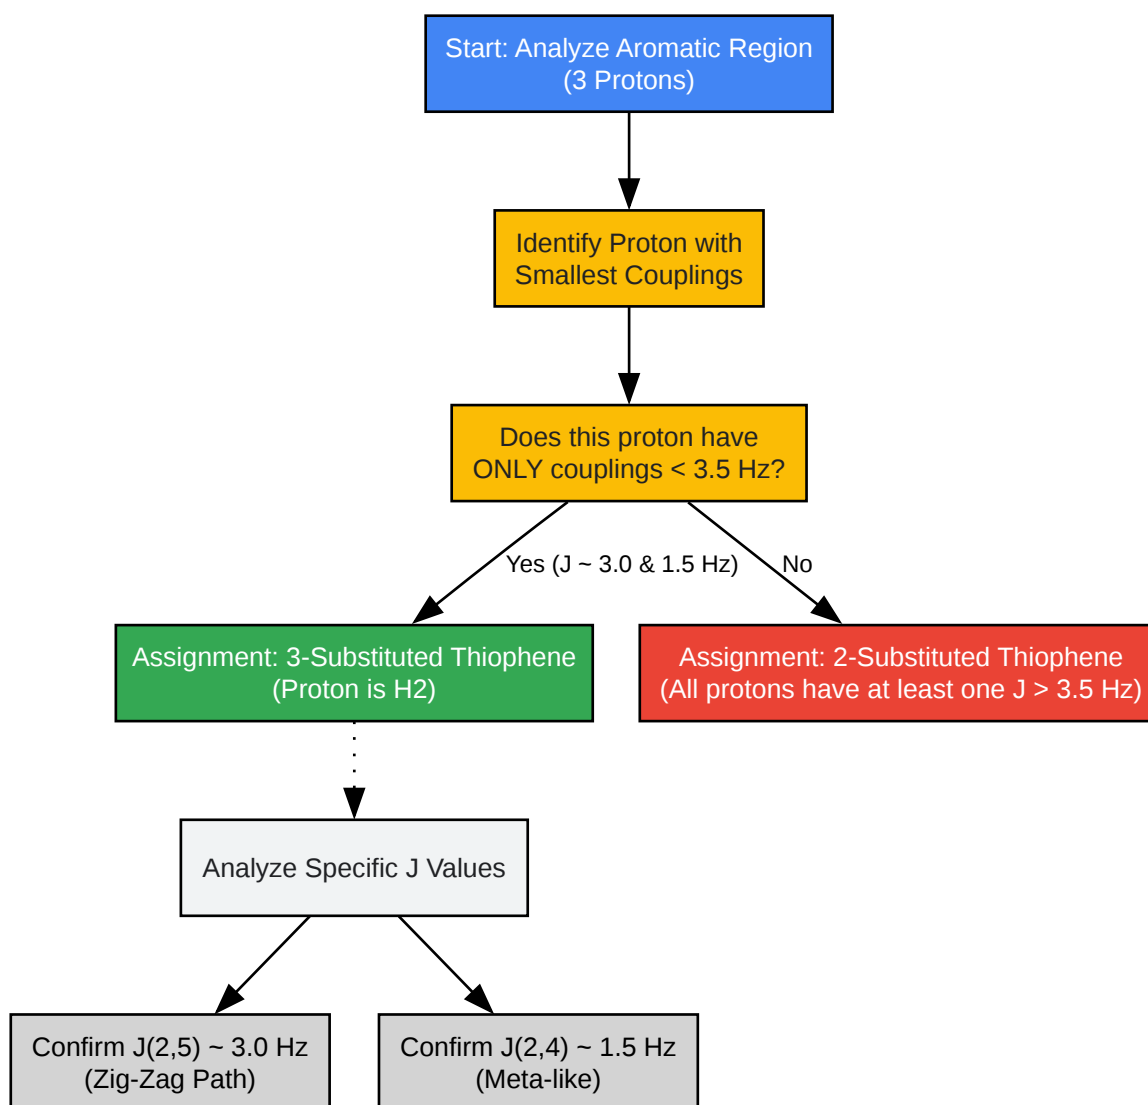 Start: Analyze Aromatic Region
(3 Protons)
Identify Proton with
Smallest Couplings
Does this proton have
ONLY couplings < 3.5 Hz?
Yes (J ~ 3.0 & 1.5 Hz)
No
Assignment: 3-Substituted Thiophene
(Proton is H2)
Assignment: 2-Substituted Thiophene
(All protons have at least one J > 3.5 Hz)
Analyze Specific J Values
Confirm J(2,5) ~ 3.0 Hz
(Zig-Zag Path)
Confirm J(2,4) ~ 1.5 Hz
(Meta-like)